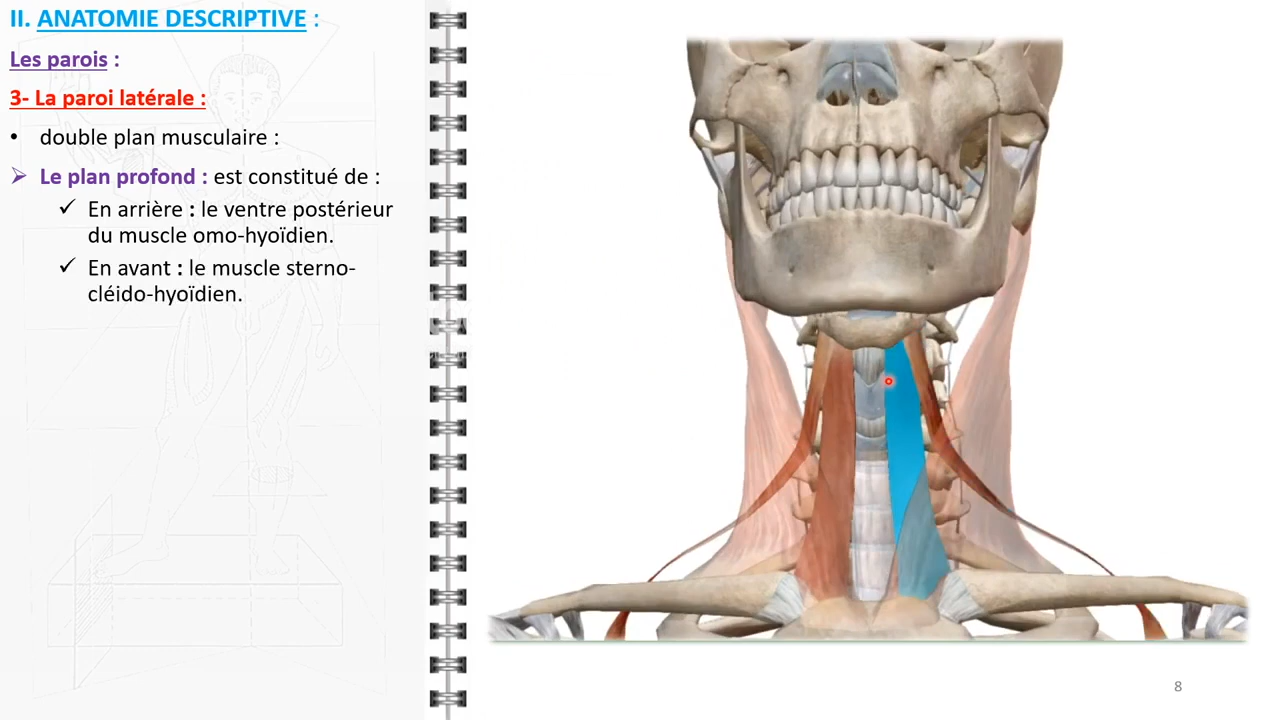 II. ANATOMIE DESCRIPTIVE :
Les parois :
3- La paroi latérale :
• double plan musculaire :
➢ Le plan profond : est constitué de :
✓ En arrière : le ventre postérieur
du muscle omo-hyoïdien.
✓ En avant : le muscle sterno-
cléido-hyoïdien.
8